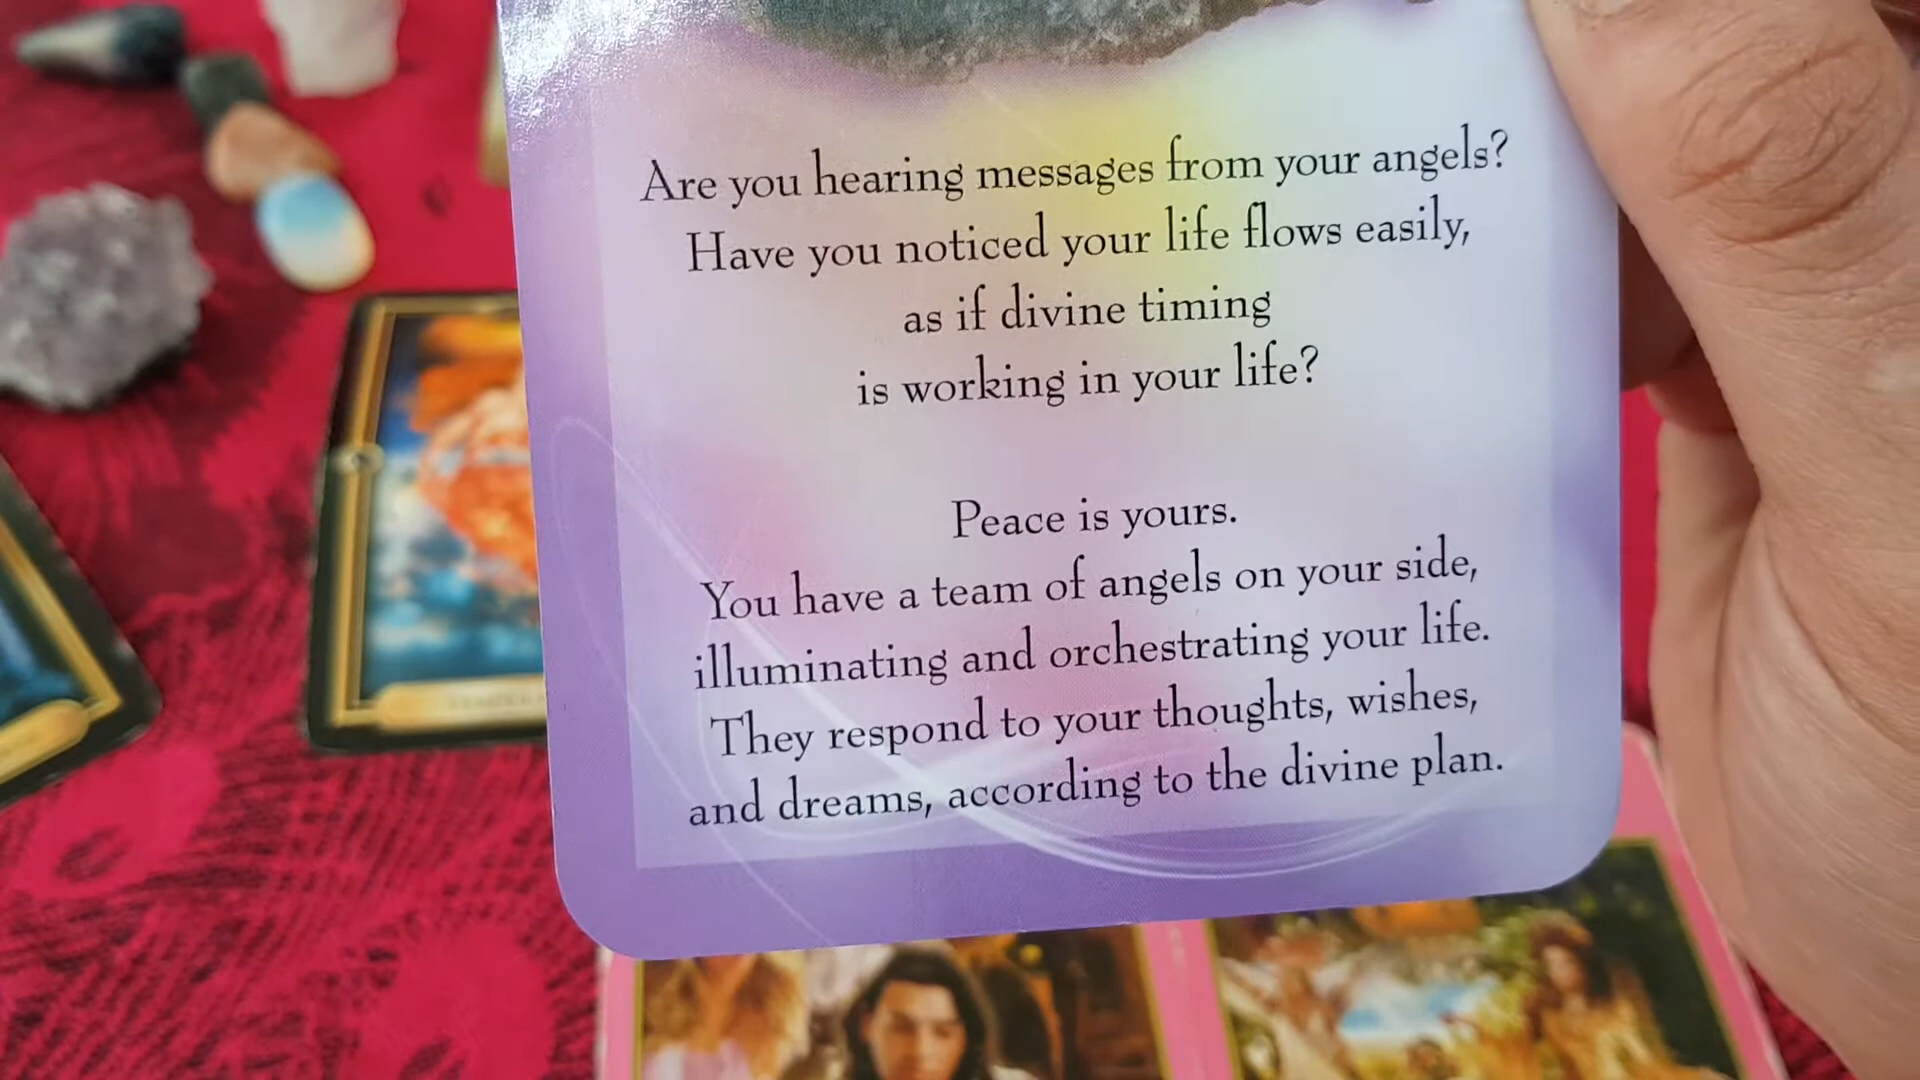 Are you hearing messages from your angels?
Have you noticed your life flows easily,
as if divine timing
is working in your life?
Peace is yours.
You have a team of angels on your side,
illuminating and orchestrating your life.
They respond to your thoughts, wishes,
and dreams, according to the divine plan.